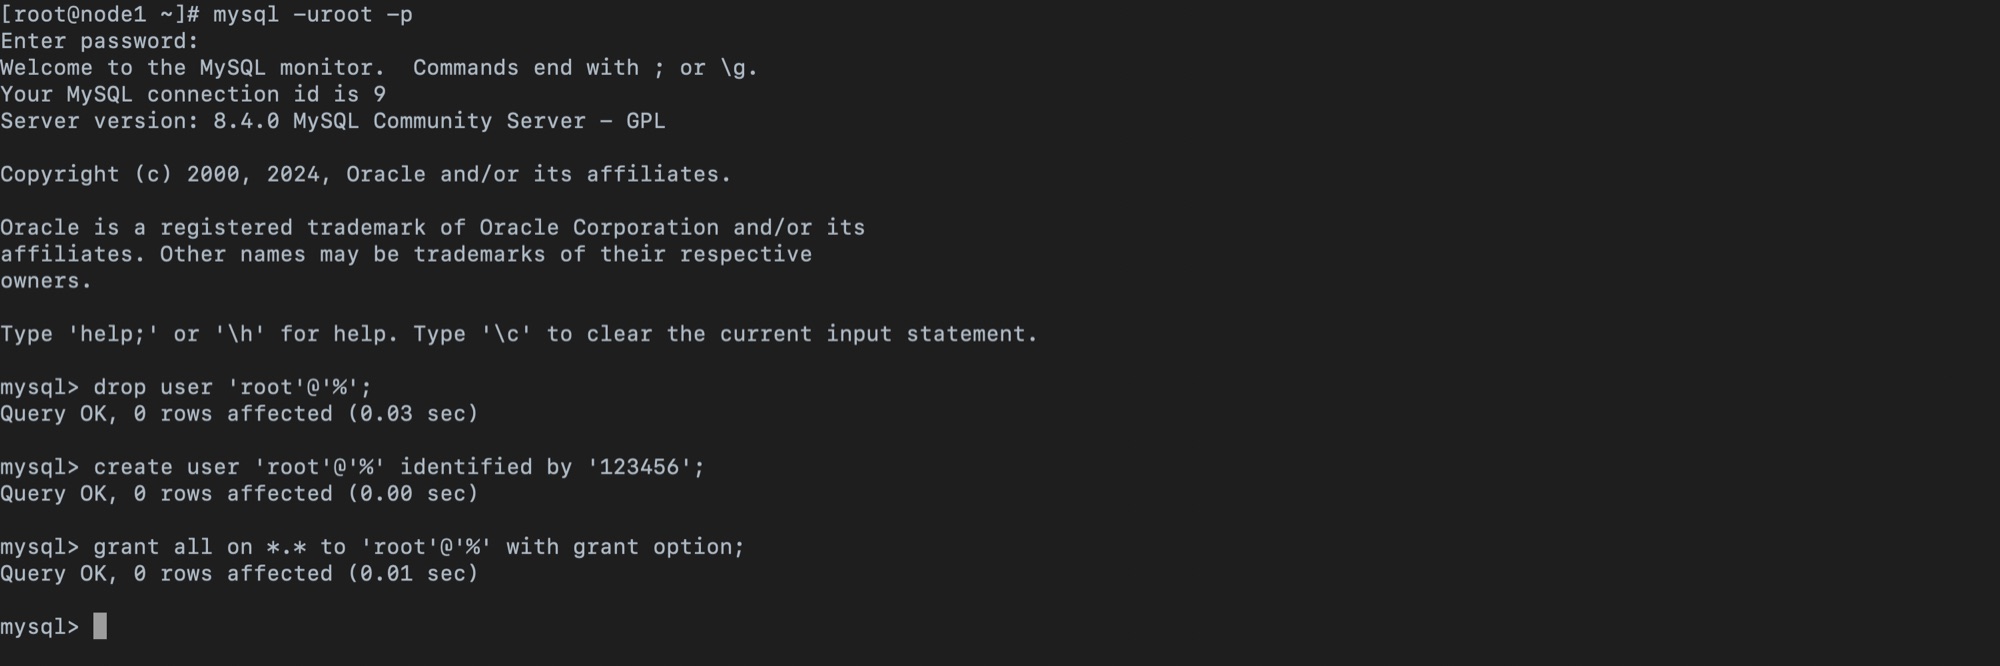 [root@node1 ~]# mysql -uroot -p
Enter password:
Welcome to the MySQL monitor.  Commands end with ; or \g.
Your MySQL connection id is 9
Server version: 8.4.0 MySQL Community Server - GPL
Copyright (c) 2000, 2024, Oracle and/or its affiliates.
Oracle is a registered trademark of Oracle Corporation and/or its
affiliates. Other names may be trademarks of their respective
owners.
Type 'help;' or '\h' for help. Type '\c' to clear the current input statement.
mysql> drop user 'root'@'%';
Query OK, 0 rows affected (0.03 sec)
mysql> create user 'root'@'%' identified by '123456';
Query OK, 0 rows affected (0.00 sec)
mysql> grant all on *.* to 'root'@'%' with grant option;
Query OK, 0 rows affected (0.01 sec)
mysql>